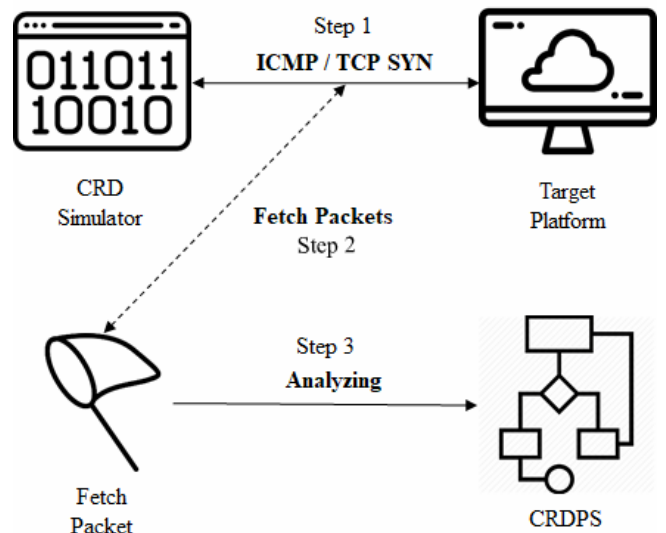 Step 1
ICMP / TCP SYN
011011
10010
CRD
Simulator
Target
Platform
Fetch Packets
Step 2
Step 3
Analyzing
Fetch
Packet
CRDPS